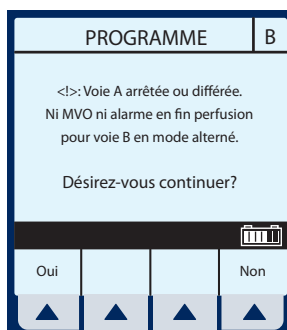 PROGRAMME B
<!>: Voie A arrêtée ou différée.
Ni MVO ni alarme en fin perfusion
pour voie B en mode alterné.
Désirez-vous continuer?
Oui Non